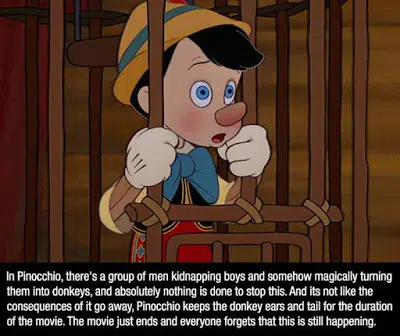 In Pinocchio, there's a group of men kidnapping boys and somehow magically turning
them into donkeys, and absolutely nothing is done to stop this. And its not like the
consequences of it go away, Pinocchio keeps the donkey ears and tail for the duration
of the movie. The movie just ends and everyone forgets that this is still happening.